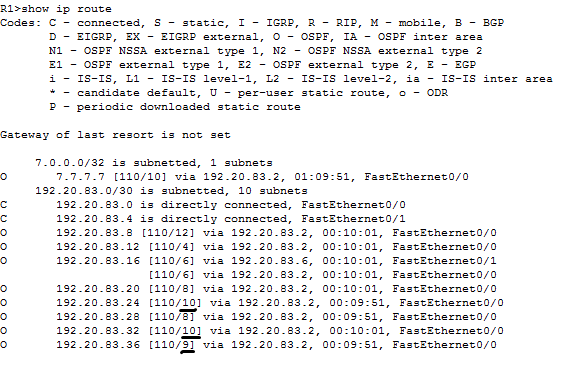 R1>show ip route
Codes: C - connected, S - static, I - IGRP, R - RIP, M - mobile, B - BGP
D - EIGRP, EX - EIGRP external, O - OSPF, IA - OSPF inter area
N1 - OSPF NSSA external type 1, N2 - OSPF NSSA external type 2
E1 - OSPF external type 1, E2 - OSPF external type 2, E - EGP
i - IS-IS, L1 - IS-IS level-1, L2 - IS-IS level-2, ia - IS-IS inter area
* - candidate default, U - per-user static route, o - ODR
P - periodic downloaded static route
Gateway of last resort is not set
7.0.0.0/32 is subnetted, 1 subnets
O 7.7.7.7 [110/10] via 192.20.83.2, 01:09:51, FastEthernet0/0
192.20.83.0/30 is subnetted, 10 subnets
C 192.20.83.0 is directly connected, FastEthernet0/0
C 192.20.83.4 is directly connected, FastEthernet0/1
O 192.20.83.8 [110/12] via 192.20.83.2, 00:10:01, FastEthernet0/0
O 192.20.83.12 [110/4] via 192.20.83.2, 00:10:01, FastEthernet0/0
O 192.20.83.16 [110/6] via 192.20.83.6, 00:10:01, FastEthernet0/1
[110/6] via 192.20.83.2, 00:10:01, FastEthernet0/0
O 192.20.83.20 [110/8] via 192.20.83.2, 00:10:01, FastEthernet0/0
O 192.20.83.24 [110/10] via 192.20.83.2, 00:09:51, FastEthernet0/0
O 192.20.83.28 [110/8] via 192.20.83.2, 00:09:51, FastEthernet0/0
O 192.20.83.32 [110/10] via 192.20.83.2, 00:10:01, FastEthernet0/0
O 192.20.83.36 [110/9] via 192.20.83.2, 00:09:51, FastEthernet0/0